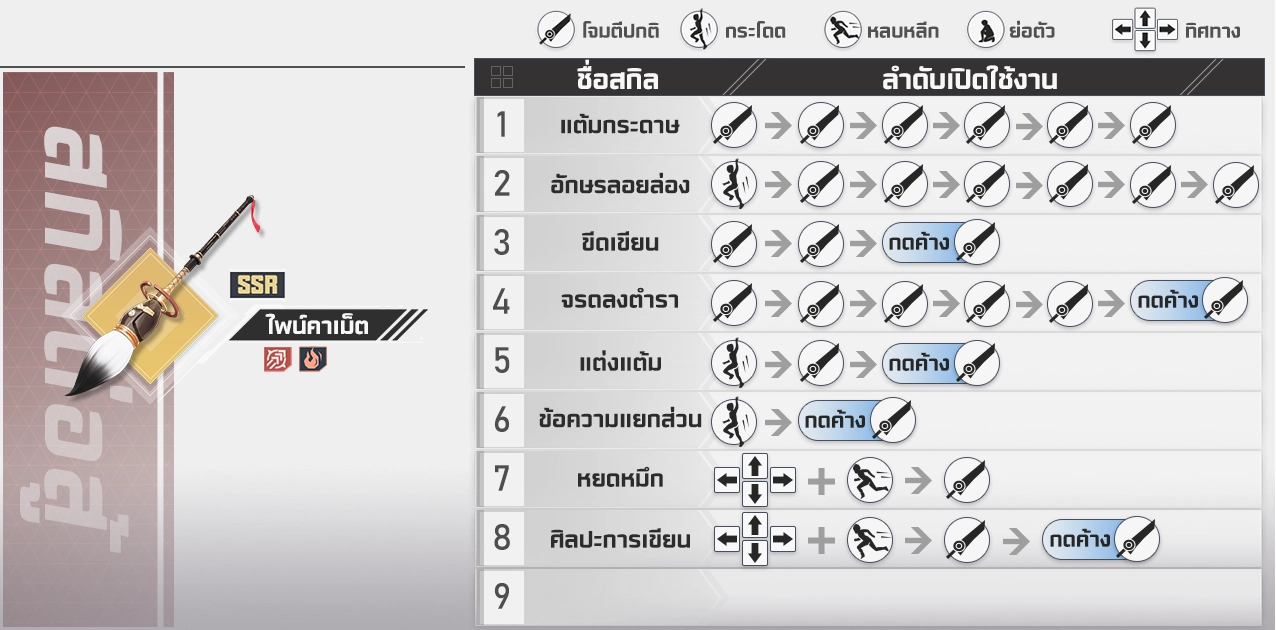 โจมตีปกติ กระโดด หลบหลีก ย่อตัว ทิศทาง
สกิลต่อสู้
SSR
ไพน์คาเม็ต
ชื่อสกิล ลำดับเปิดใช้งาน
1 แต้มกระดาษ
2 อักษรลอยล่อง
3 ขีดเขียน กดค้าง
4 จรดลงตำรา กดค้าง
5 แต่งแต้ม กดค้าง
6 ข้อความแยกส่วน กดค้าง
7 หยดหมึก
8 ศิลปะการเขียน กดค้าง
9